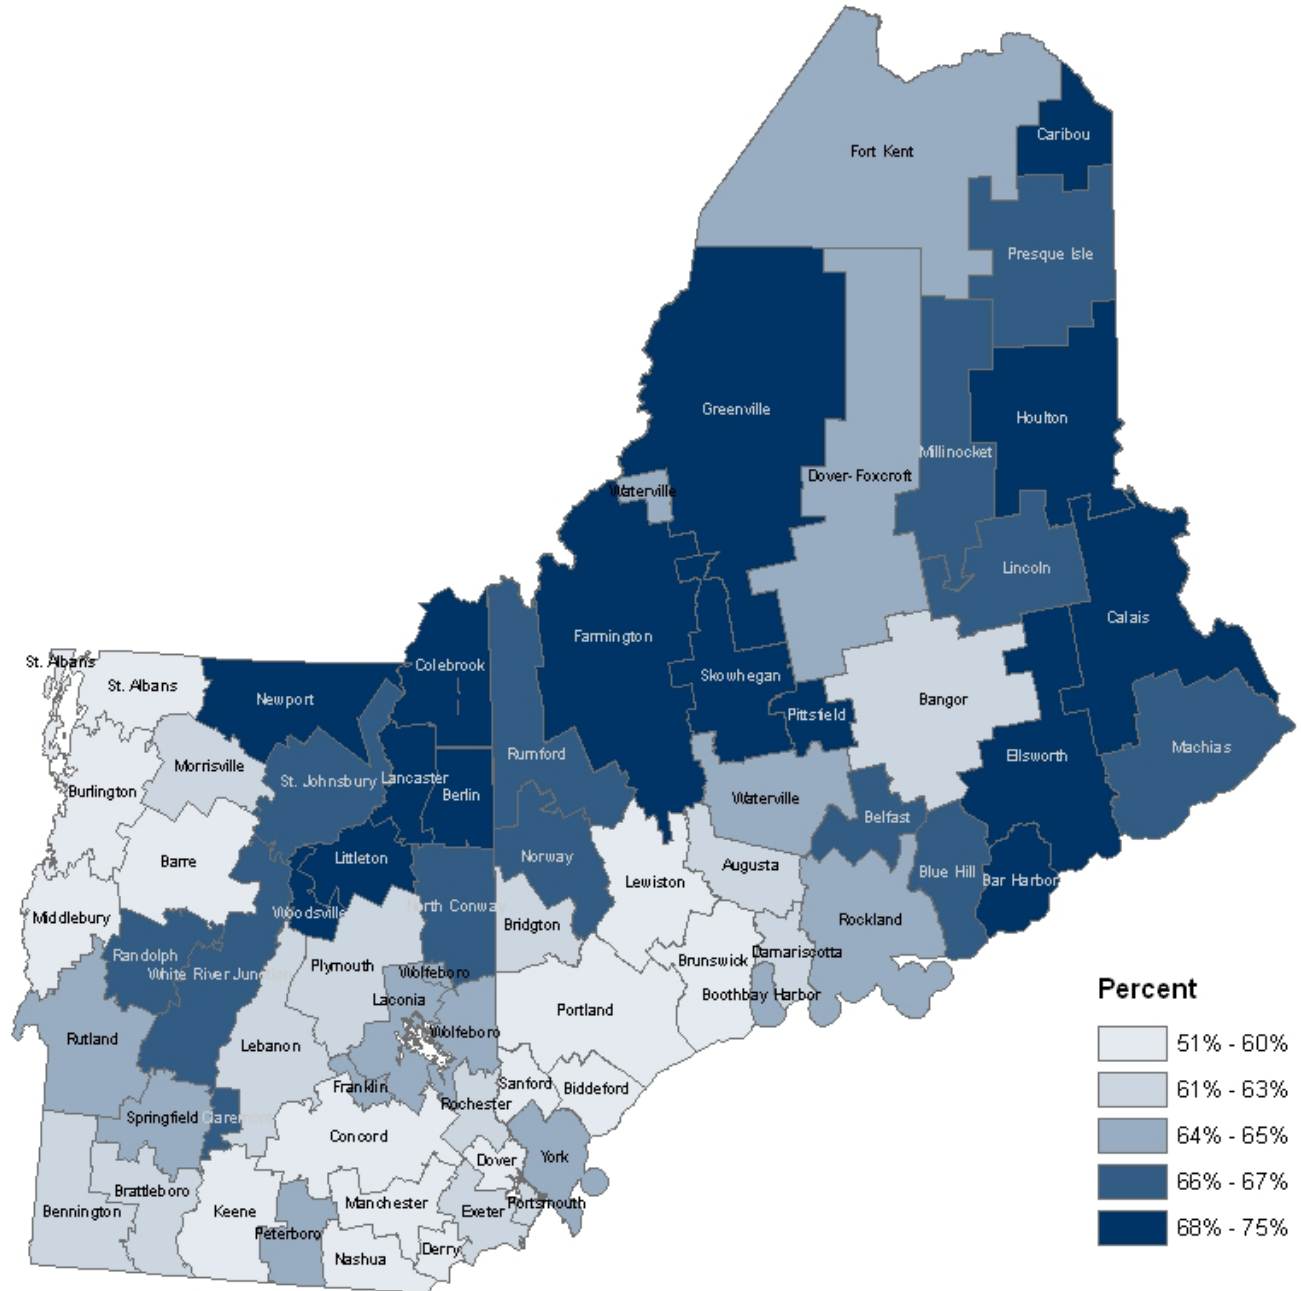 Fort Kent
Caribou
Presque Isle
Greenville
Houlton
Millinocket
Dover-Foxcroft
Waterville
Lincoln
Calais
Farmington
St. Albans
Colebrook
Skowhegan
St. Albans
Newport
Bangor
Pittsfield
Machias
Rumford
Ellsworth
Morrisville
St. Johnsbury
Lancaster
Burlington
Berlin
Waterville
Belfast
Barre
Littleton
Norway
Augusta
Blue Hill
Bar Harbor
Lewiston
Woodsville
North Conway
Middlebury
Bridgton
Rockland
Randolph
Damariscotta
Brunswick
White River Junction
Plymouth
Wolfeboro
Percent
Boothbay Harbor
Laconia
Portland
Wolfeboro
Rutland
Lebanon
51% - 60%
Franklin
Sanford
Biddeford
61% - 63%
Rochester
Springfield
Claremont
Concord
64% - 65%
Dover
York
Brattleboro
66% - 67%
Manchester
Portsmouth
Bennington
Keene
Exeter
Peterboro
68% - 75%
Derry
Nashua